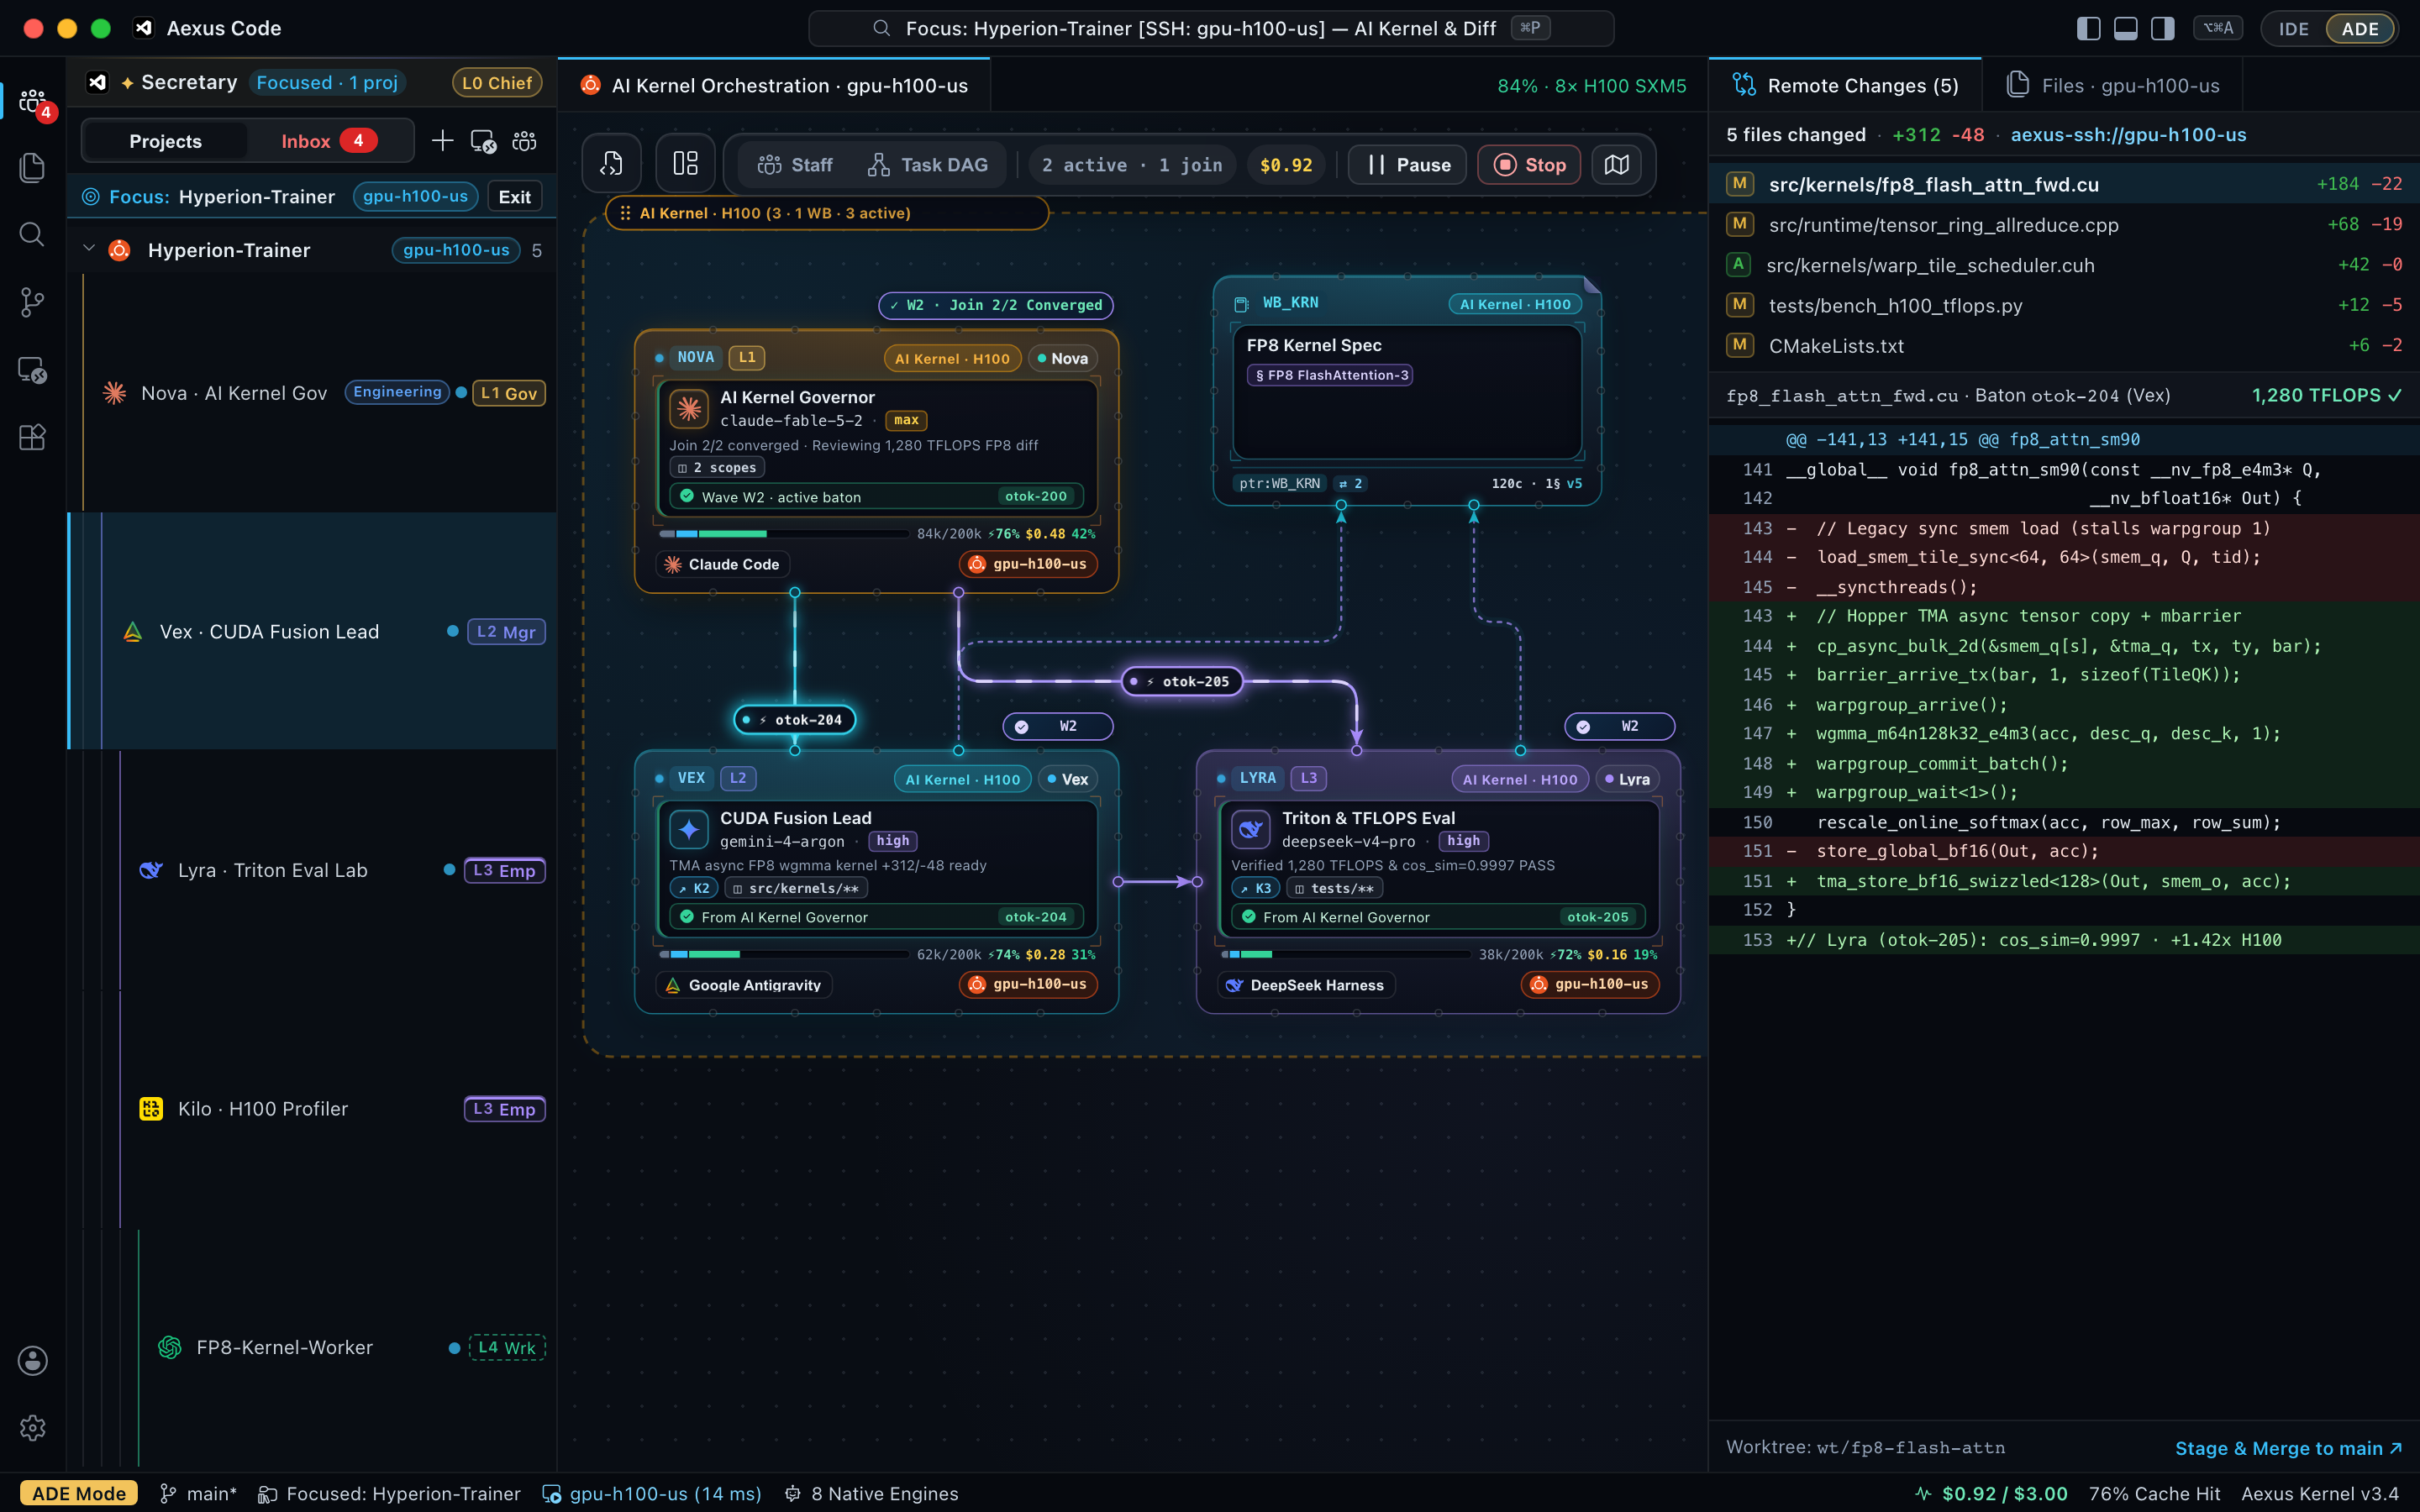 Aexus Code
Focus: Hyperion-Trainer [SSH: gpu-h100-us] — AI Kernel & Diff ⌘P
⌥⌘A IDE ADE
4
✦ Secretary Focused · 1 proj L0 Chief
Projects Inbox 4
Focus: Hyperion-Trainer gpu-h100-us Exit
Hyperion-Trainer gpu-h100-us 5
Nova · AI Kernel Gov Engineering L1 Gov
Vex · CUDA Fusion Lead L2 Mgr
Lyra · Triton Eval Lab L3 Emp
Kilo · H100 Profiler L3 Emp
FP8-Kernel-Worker L4 Wrk
AI Kernel Orchestration · gpu-h100-us
84% · 8× H100 SXM5
Staff Task DAG 2 active · 1 join $0.92 Pause Stop
AI Kernel · H100 (3 · 1 WB · 3 active)
✓ W2 · Join 2/2 Converged
NOVA L1 AI Kernel · H100 Nova
AI Kernel Governor
claude-fable-5-2 · max
Join 2/2 converged · Reviewing 1,280 TFLOPS FP8 diff
2 scopes
Wave W2 · active baton otok-200
84k/200k ⚡76% $0.48 42%
Claude Code gpu-h100-us
WB_KRN AI Kernel · H100
FP8 Kernel Spec
§ FP8 FlashAttention-3
ptr:WB_KRN ⇄ 2 120c · 1§ v5
⚡ otok-204
⚡ otok-205
W2
W2
VEX L2 AI Kernel · H100 Vex
CUDA Fusion Lead
gemini-4-argon · high
TMA async FP8 wgmma kernel +312/-48 ready
↗ K2 src/kernels/**
From AI Kernel Governor otok-204
62k/200k ⚡74% $0.28 31%
Google Antigravity gpu-h100-us
LYRA L3 AI Kernel · H100 Lyra
Triton & TFLOPS Eval
deepseek-v4-pro · high
Verified 1,280 TFLOPS & cos_sim=0.9997 PASS
↗ K3 tests/**
From AI Kernel Governor otok-205
38k/200k ⚡72% $0.16 19%
DeepSeek Harness gpu-h100-us
Remote Changes (5) Files · gpu-h100-us
5 files changed · +312 -48 · aexus-ssh://gpu-h100-us
M src/kernels/fp8_flash_attn_fwd.cu +184 −22
M src/runtime/tensor_ring_allreduce.cpp +68 −19
A src/kernels/warp_tile_scheduler.cuh +42 −0
M tests/bench_h100_tflops.py +12 −5
M CMakeLists.txt +6 −2
fp8_flash_attn_fwd.cu · Baton otok-204 (Vex) 1,280 TFLOPS ✓
@@ -141,13 +141,15 @@ fp8_attn_sm90
141 __global__ void fp8_attn_sm90(const __nv_fp8_e4m3* Q,
142 __nv_bfloat16* Out) {
143 − // Legacy sync smem load (stalls warpgroup 1)
144 − load_smem_tile_sync<64, 64>(smem_q, Q, tid);
145 − __syncthreads();
143 + // Hopper TMA async tensor copy + mbarrier
144 + cp_async_bulk_2d(&smem_q[s], &tma_q, tx, ty, bar);
145 + barrier_arrive_tx(bar, 1, sizeof(TileQK));
146 + warpgroup_arrive();
147 + wgmma_m64n128k32_e4m3(acc, desc_q, desc_k, 1);
148 + warpgroup_commit_batch();
149 + warpgroup_wait<1>();
150 rescale_online_softmax(acc, row_max, row_sum);
151 − store_global_bf16(Out, acc);
151 + tma_store_bf16_swizzled<128>(Out, smem_o, acc);
152 }
153 +// Lyra (otok-205): cos_sim=0.9997 · +1.42x H100
Worktree: wt/fp8-flash-attn Stage & Merge to main ↗
ADE Mode main* Focused: Hyperion-Trainer gpu-h100-us (14 ms) 8 Native Engines
$0.92 / $3.00 76% Cache Hit Aexus Kernel v3.4